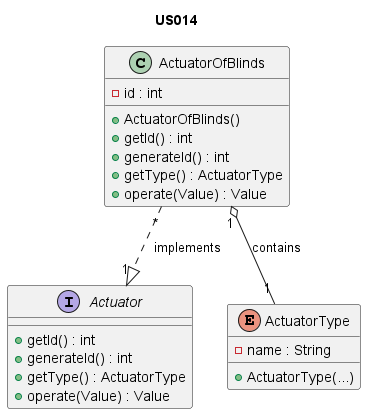 US014
C ActuatorOfBlinds
id : int
ActuatorOfBlinds()
getId() : int
generateId() : int
getType() : ActuatorType
operate(Value) : Value
* 1
implements contains
1 1
I Actuator
getId() : int
generateId() : int
getType() : ActuatorType
operate(Value) : Value
E ActuatorType
name : String
ActuatorType(...)